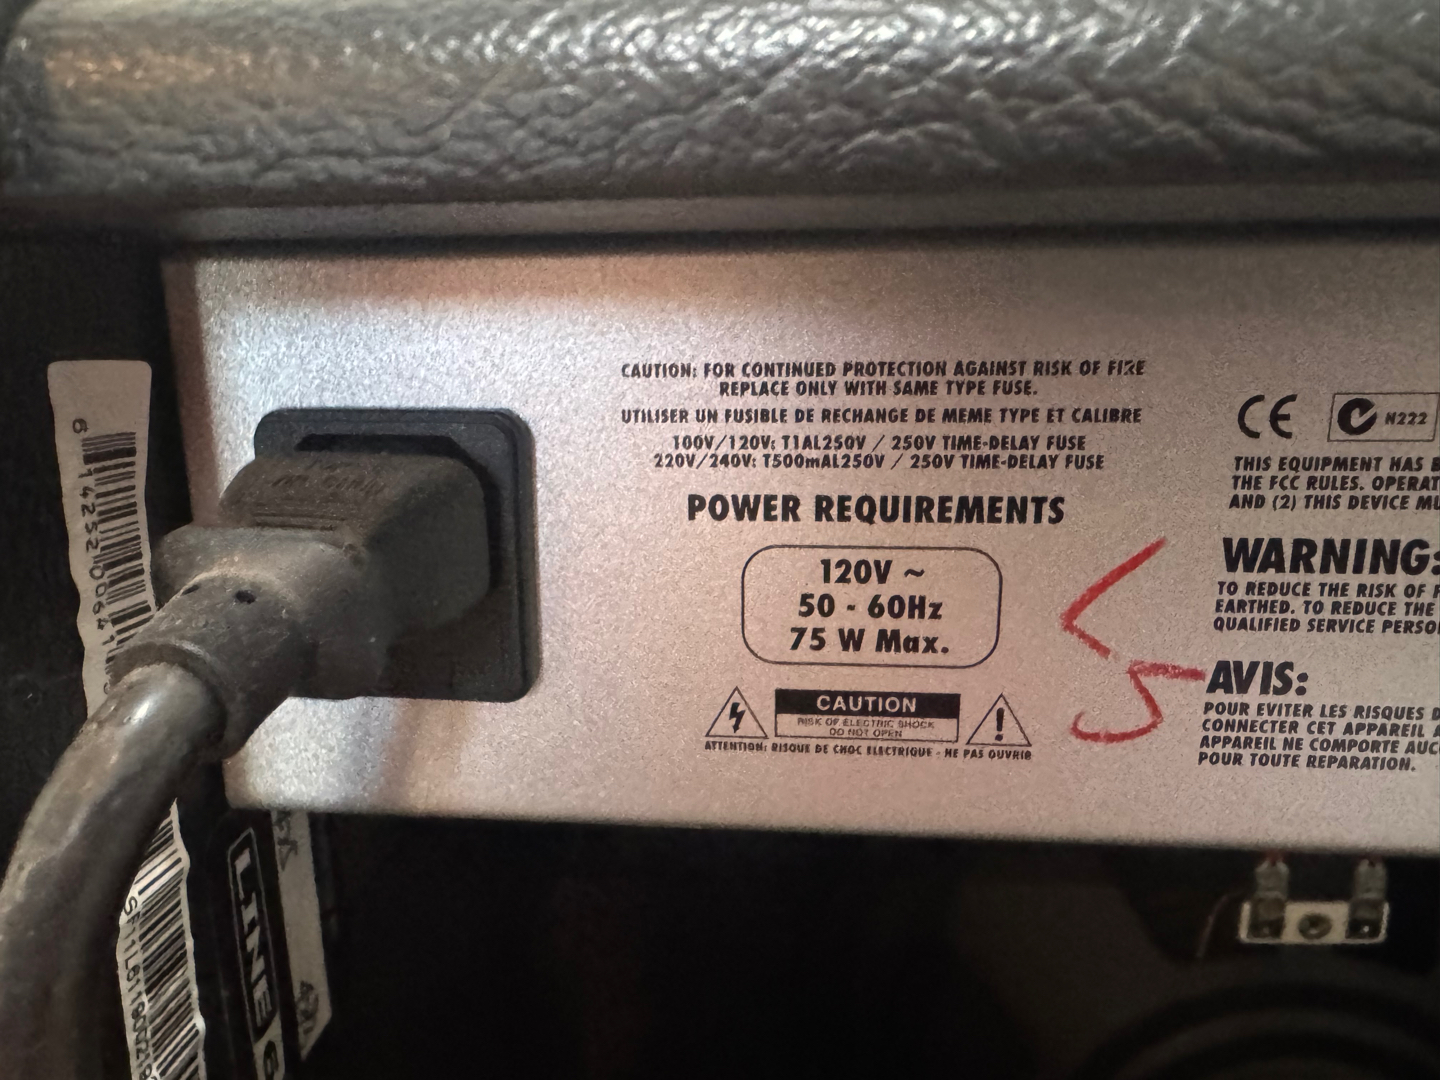 CAUTION: FOR CONTINUED PROTECTION AGAINST RISK OF FIRE
REPLACE ONLY WITH SAME TYPE FUSE.
UTILISER UN FUSIBLE DE RECHANGE DE MEME TYPE ET CALIBRE
100V/120V: T1AL250V / 250V TIME-DELAY FUSE
220V/240V: T500mAL250V / 250V TIME-DELAY FUSE
POWER REQUIREMENTS
120V ~
50 - 60Hz
75 W Max.
CAUTION
RISK OF ELECTRIC SHOCK
DO NOT OPEN
ATTENTION: RISQUE DE CHOC ELECTRIQUE - NE PAS OUVRIR
CE
N222
THIS EQUIPMENT HAS
THE FCC RULES.
AND (2) THIS DEVICE
WARNING:
TO REDUCE THE RISK OF
EARTHED. TO REDUCE THE
QUALIFIED SERVICE
AVIS:
POUR EVITER LES RISQUES
CONNECTER CET APPAREIL
APPAREIL NE COMPORTE
POUR TOUTE REPARATION.
LINE 6